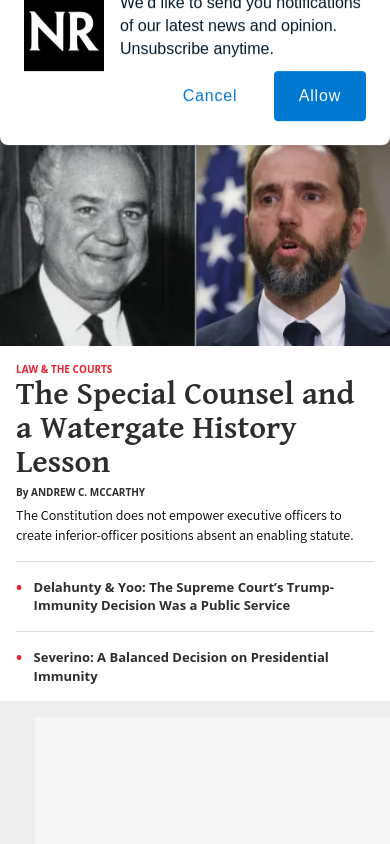 We'd like to send you notifications
NR
of our latest news and opinion.
Unsubscribe anytime.
Cancel
Allow
LAW & THE COURTS
The Special Counsel and
a Watergate History
Lesson
By ANDREW C. MCCARTHY
The Constitution does not empower executive officers to
create inferior-officer positions absent an enabling statute.
• Delahunty & Yoo: The Supreme Court’s Trump-
Immunity Decision Was a Public Service
• Severino: A Balanced Decision on Presidential
Immunity